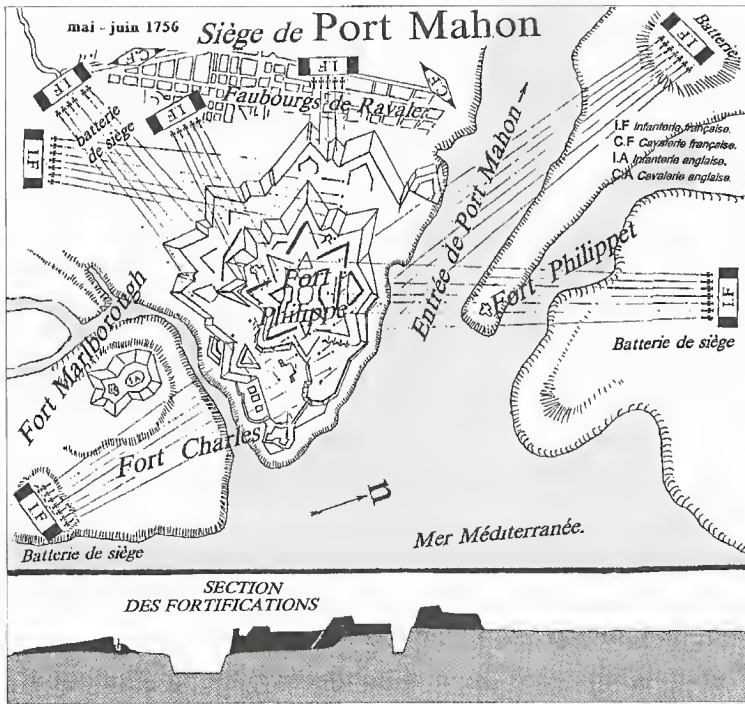 mai - juin 1756
Siège de Port Mahon
Batterie
I.F
I.F
I.F
C.F
C.F
I.F
Faubourgs de Ravaler
batterie
de siège
I.F
I.F Infanterie française.
C.F Cavalerie française.
I.A Infanterie anglaise.
C.A Cavalerie anglaise.
Entrée de Port Mahon
Fort Philippet
Fort
Philippe
I.F
Batterie de siège
Fort Marlborough
I.A
Fort Charles
I.F
n
Batterie de siège
Mer Méditerranée.
SECTION
DES FORTIFICATIONS